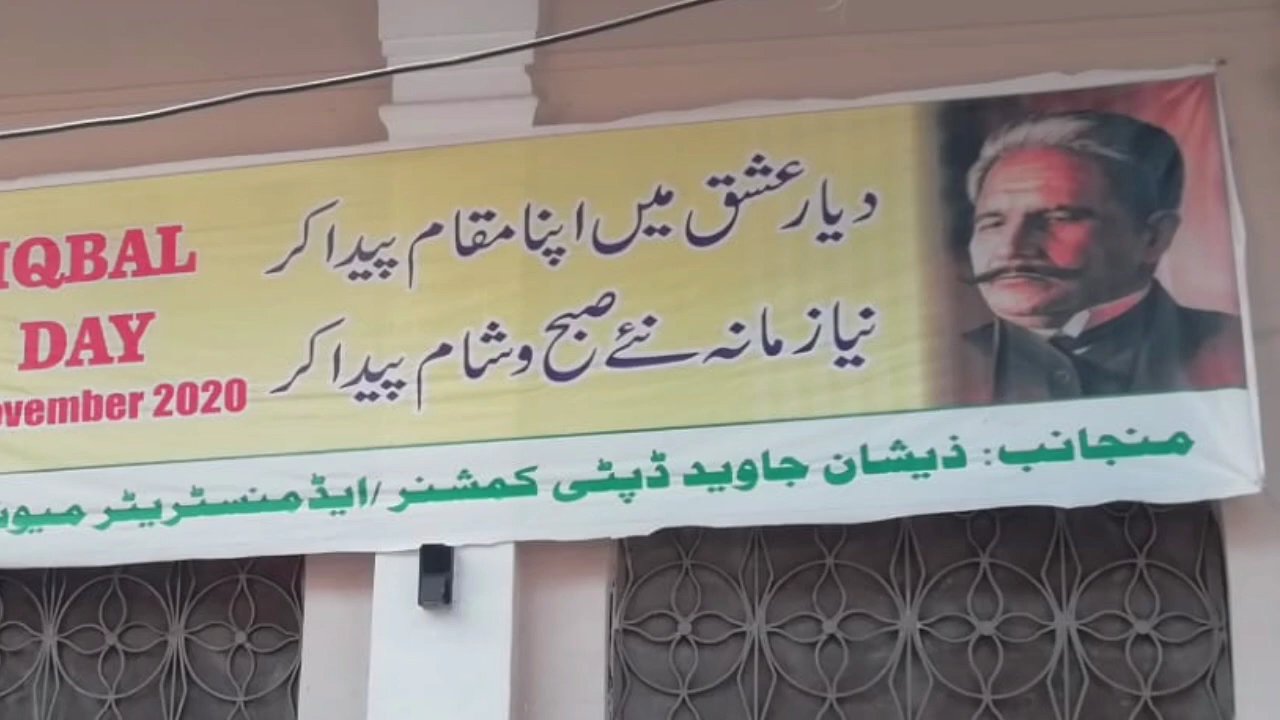 دیار عشق میں اپنا مقام پیدا کر
نیا زمانہ نئے صبح و شام پیدا کر
IQBAL
DAY
2020
منجانب: ذیشان جاوید ڈپٹی کمشنر / ایڈمنسٹریٹر